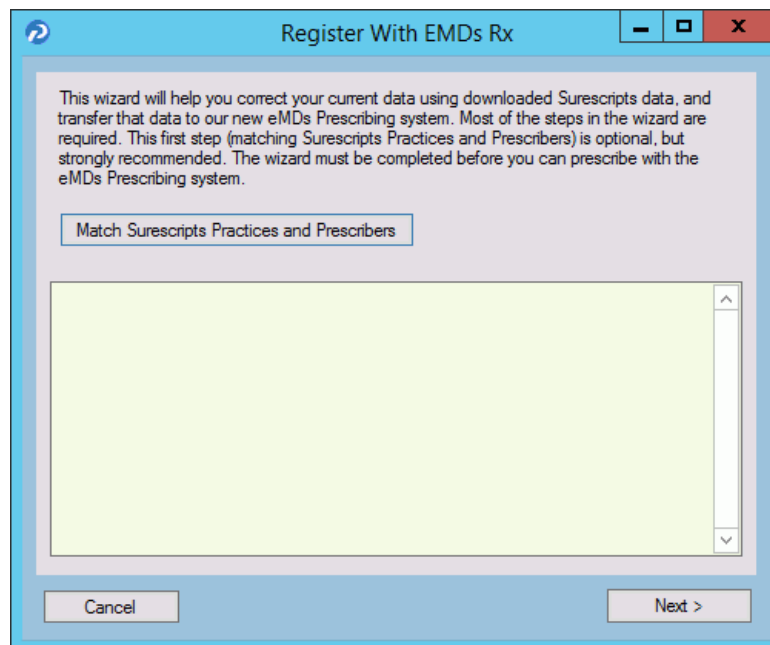 Register With EMDs Rx
This wizard will help you correct your current data using downloaded Surescripts data, and
transfer that data to our new eMDs Prescribing system. Most of the steps in the wizard are
required. This first step (matching Surescripts Practices and Prescribers) is optional, but
strongly recommended. The wizard must be completed before you can prescribe with the
eMDs Prescribing system.
Match Surescripts Practices and Prescribers
Cancel
Next >